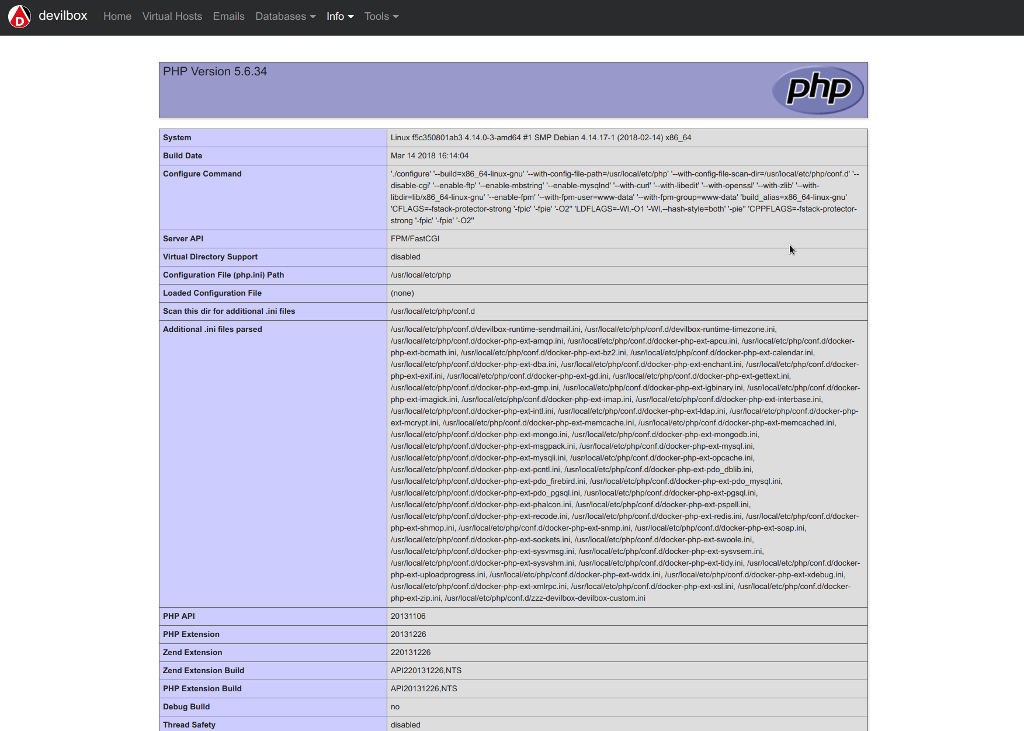 devilbox Home Virtual Hosts Emails Databases Info Tools
PHP Version 5.6.34
php
System Linux f5c350801ab3 4.14.0-3-amd64 #1 SMP Debian 4.14.17-1 (2018-02-14) x86_64
Build Date Mar 14 2018 16:14:04
Configure Command './configure' '--build=x86_64-linux-gnu' '--with-config-file-path=/usr/local/etc/php' '--with-config-file-scan-dir=/usr/local/etc/php/conf.d' '--
disable-cgi' '--enable-ftp' '--enable-mbstring' '--enable-mysqlnd' '--with-curl' '--with-libedit' '--with-openssl' '--with-zlib' '--with-
libdir=lib/x86_64-linux-gnu' '--enable-fpm' '--with-fpm-user=www-data' '--with-fpm-group=www-data' 'build_alias=x86_64-linux-gnu'
'CFLAGS=-fstack-protector-strong '-fpic' '-fpie' '-O2'' 'LDFLAGS=-Wl,-O1 '-Wl,--hash-style=both' '-pie'' 'CPPFLAGS=-fstack-protector-
strong '-fpic' '-fpie' '-O2''
Server API FPM/FastCGI
Virtual Directory Support disabled
Configuration File (php.ini) Path /usr/local/etc/php
Loaded Configuration File (none)
Scan this dir for additional .ini files /usr/local/etc/php/conf.d
Additional .ini files parsed /usr/local/etc/php/conf.d/devilbox-runtime-sendmail.ini, /usr/local/etc/php/conf.d/devilbox-runtime-timezone.ini,
/usr/local/etc/php/conf.d/docker-php-ext-amqp.ini, /usr/local/etc/php/conf.d/docker-php-ext-apcu.ini, /usr/local/etc/php/conf.d/docker-
php-ext-bcmath.ini, /usr/local/etc/php/conf.d/docker-php-ext-bz2.ini, /usr/local/etc/php/conf.d/docker-php-ext-calendar.ini,
/usr/local/etc/php/conf.d/docker-php-ext-dba.ini, /usr/local/etc/php/conf.d/docker-php-ext-enchant.ini, /usr/local/etc/php/conf.d/docker-
php-ext-exif.ini, /usr/local/etc/php/conf.d/docker-php-ext-gd.ini, /usr/local/etc/php/conf.d/docker-php-ext-gettext.ini,
/usr/local/etc/php/conf.d/docker-php-ext-gmp.ini, /usr/local/etc/php/conf.d/docker-php-ext-igbinary.ini, /usr/local/etc/php/conf.d/docker-
php-ext-imagick.ini, /usr/local/etc/php/conf.d/docker-php-ext-imap.ini, /usr/local/etc/php/conf.d/docker-php-ext-interbase.ini,
/usr/local/etc/php/conf.d/docker-php-ext-intl.ini, /usr/local/etc/php/conf.d/docker-php-ext-ldap.ini, /usr/local/etc/php/conf.d/docker-php-
ext-mcrypt.ini, /usr/local/etc/php/conf.d/docker-php-ext-memcache.ini, /usr/local/etc/php/conf.d/docker-php-ext-memcached.ini,
/usr/local/etc/php/conf.d/docker-php-ext-mongo.ini, /usr/local/etc/php/conf.d/docker-php-ext-mongodb.ini,
/usr/local/etc/php/conf.d/docker-php-ext-msgpack.ini, /usr/local/etc/php/conf.d/docker-php-ext-mysql.ini,
/usr/local/etc/php/conf.d/docker-php-ext-mysqli.ini, /usr/local/etc/php/conf.d/docker-php-ext-opcache.ini,
/usr/local/etc/php/conf.d/docker-php-ext-pcntl.ini, /usr/local/etc/php/conf.d/docker-php-ext-pdo_dblib.ini,
/usr/local/etc/php/conf.d/docker-php-ext-pdo_firebird.ini, /usr/local/etc/php/conf.d/docker-php-ext-pdo_mysql.ini,
/usr/local/etc/php/conf.d/docker-php-ext-pdo_pgsql.ini, /usr/local/etc/php/conf.d/docker-php-ext-pgsql.ini,
/usr/local/etc/php/conf.d/docker-php-ext-phalcon.ini, /usr/local/etc/php/conf.d/docker-php-ext-pspell.ini,
/usr/local/etc/php/conf.d/docker-php-ext-recode.ini, /usr/local/etc/php/conf.d/docker-php-ext-redis.ini, /usr/local/etc/php/conf.d/docker-
php-ext-shmop.ini, /usr/local/etc/php/conf.d/docker-php-ext-snmp.ini, /usr/local/etc/php/conf.d/docker-php-ext-soap.ini,
/usr/local/etc/php/conf.d/docker-php-ext-sockets.ini, /usr/local/etc/php/conf.d/docker-php-ext-swoole.ini,
/usr/local/etc/php/conf.d/docker-php-ext-sysvmsg.ini, /usr/local/etc/php/conf.d/docker-php-ext-sysvsem.ini,
/usr/local/etc/php/conf.d/docker-php-ext-sysvshm.ini, /usr/local/etc/php/conf.d/docker-php-ext-tidy.ini, /usr/local/etc/php/conf.d/docker-
php-ext-uploadprogress.ini, /usr/local/etc/php/conf.d/docker-php-ext-wddx.ini, /usr/local/etc/php/conf.d/docker-php-ext-xdebug.ini,
/usr/local/etc/php/conf.d/docker-php-ext-xmlrpc.ini, /usr/local/etc/php/conf.d/docker-php-ext-xsl.ini, /usr/local/etc/php/conf.d/docker-
php-ext-zip.ini, /usr/local/etc/php/conf.d/zzz-devilbox-devilbox-custom.ini
PHP API 20131106
PHP Extension 20131226
Zend Extension 220131226
Zend Extension Build API220131226,NTS
PHP Extension Build API20131226,NTS
Debug Build no
Thread Safety disabled